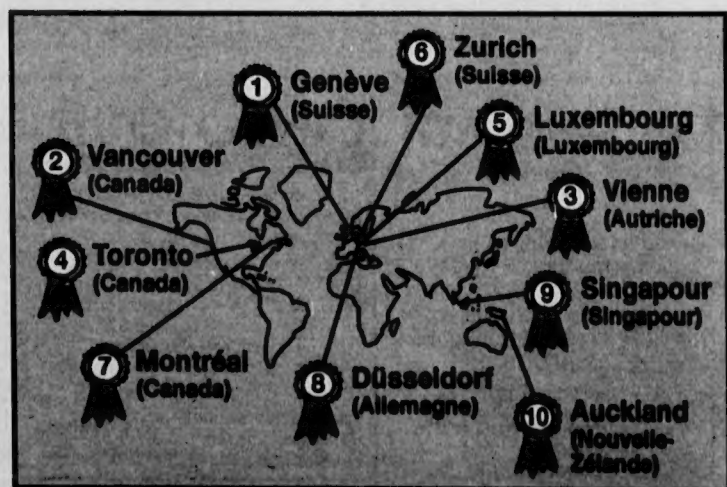 6
Zurich
(Suisse)
1
Genève
(Suisse)
5
Luxembourg
(Luxembourg)
2
Vancouver
(Canada)
3
Vienne
(Autriche)
4
Toronto
(Canada)
9
Singapour
(Singapour)
7
Montréal
(Canada)
8
Düsseldorf
(Allemagne)
10
Auckland
(Nouvelle-
Zélande)